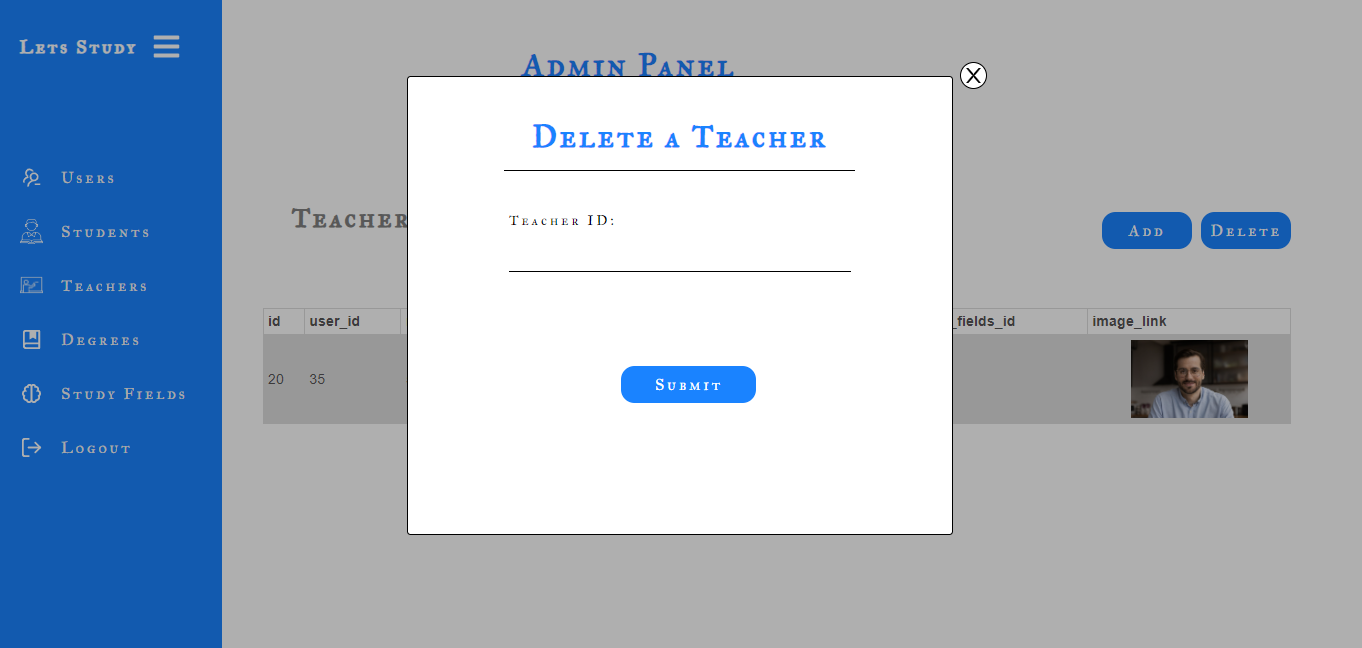 Lets Study
Admin Panel
X
Delete a Teacher
Users
Teacher
Teacher ID:
Students
Add
Delete
Teachers
id
user_id
_fields_id
image_link
Degrees
20
35
Submit
Study Fields
Logout